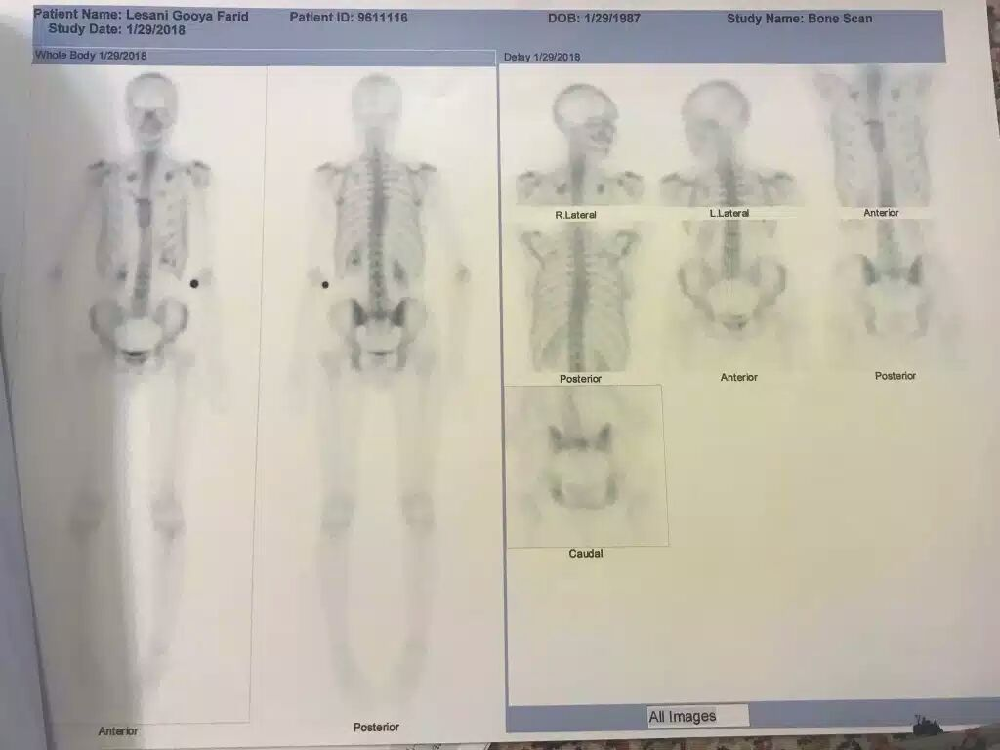 Patient Name: Lesani Gooya Farid Patient ID: 9611116 DOB: 1/29/1987 Study Name: Bone Scan
Study Date: 1/29/2018
Whole Body 1/29/2018
Delay 1/29/2018
R.Lateral
L.Lateral
Anterior
Posterior
Anterior
Posterior
Caudal
Anterior
Posterior
All Images